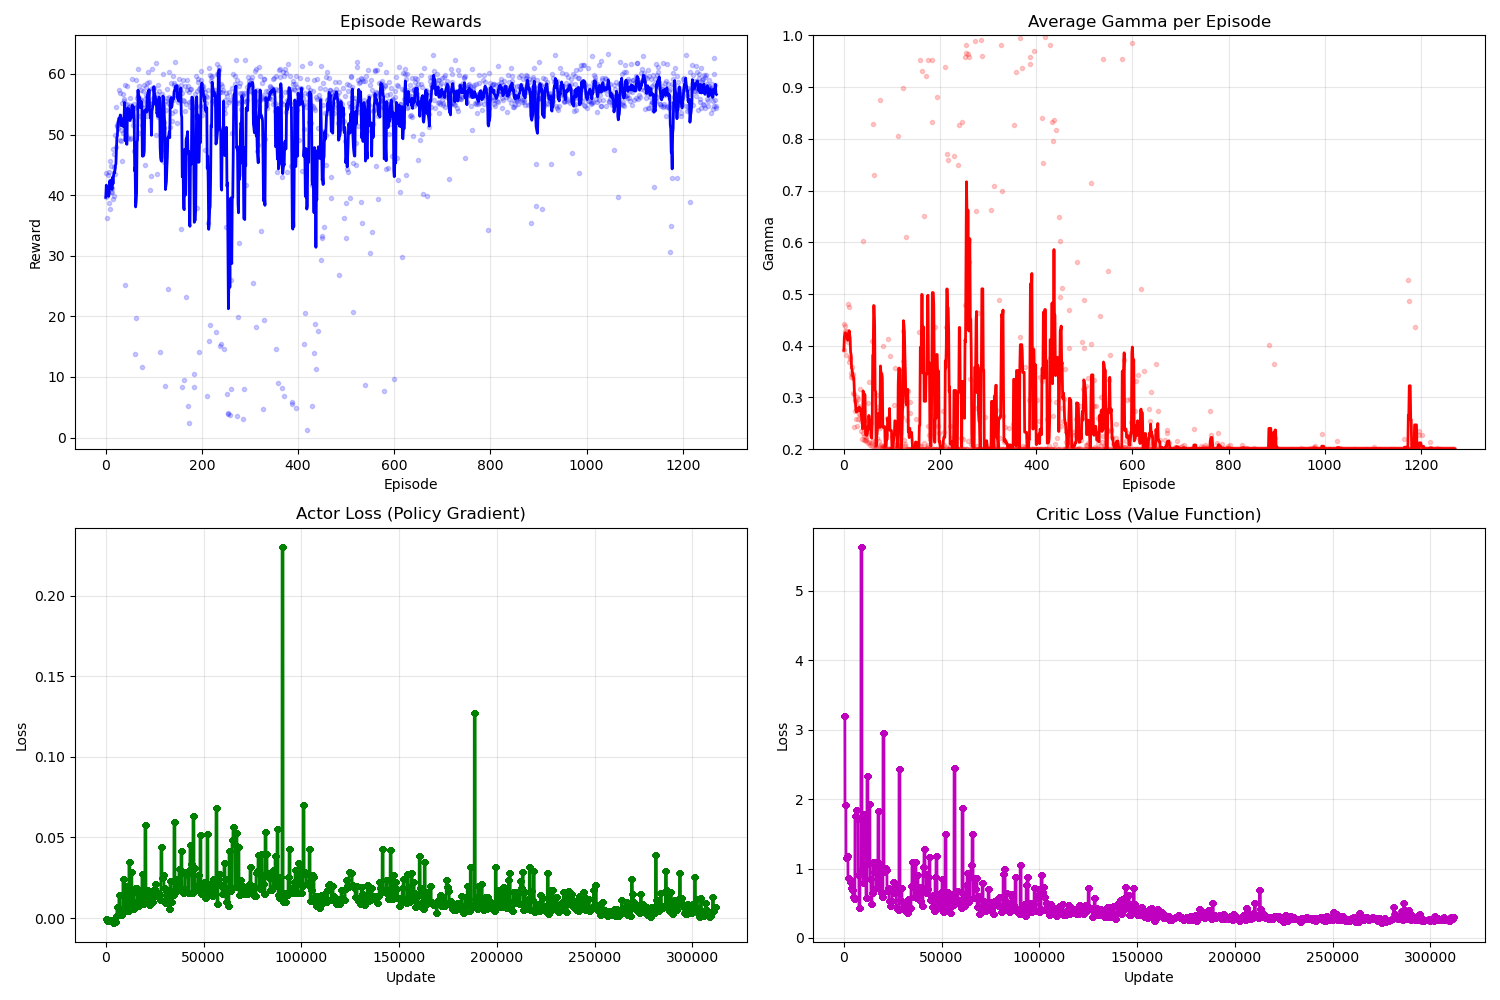 Episode Rewards
60
50
40
30
20
10
0
Reward
0 200 400 600 800 1000 1200
Episode
Average Gamma per Episode
1.0
0.9
0.8
0.7
0.6
0.5
0.4
0.3
0.2
Gamma
0 200 400 600 800 1000 1200
Episode
Actor Loss (Policy Gradient)
0.20
0.15
0.10
0.05
0.00
Loss
0 50000 100000 150000 200000 250000 300000
Update
Critic Loss (Value Function)
5
4
3
2
1
0
Loss
0 50000 100000 150000 200000 250000 300000
Update